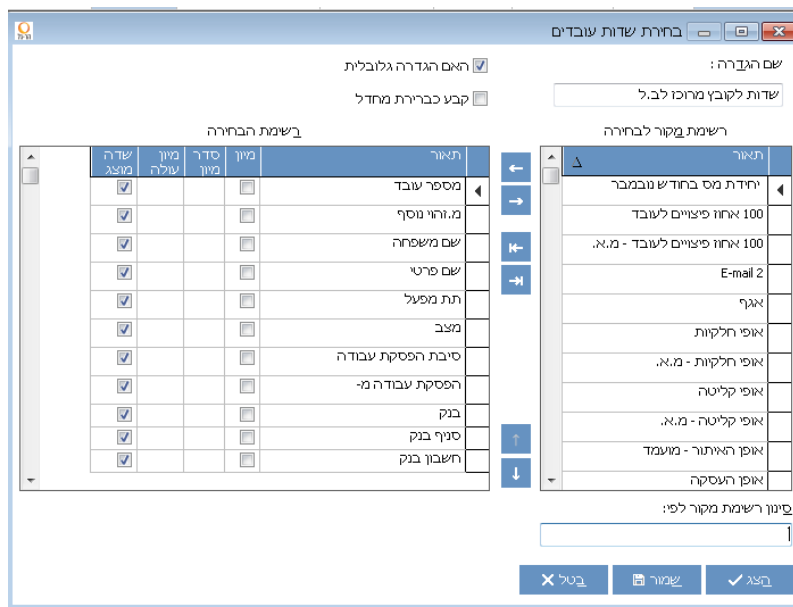 בחירת שדות עובדים
שם הגדרה :
שדות לקובץ מרוכז לב.ל
האם הגדרה גלובלית
קבע כברירת מחדל
רשימת מקור לבחירה
תאור
יחידת מס בחודש נובמבר
100 אחוז פיצויים לעובד
100 אחוז פיצויים לעובד - מ.א.
E-mail 2
אגף
אופי חלקיות
אופי חלקיות - מ.א.
אופי קליטה
אופי קליטה - מ.א.
אופן האיתור - מועמד
אופן העסקה
סינון רשימת מקור לפי:
רשימת הבחירה
תאור מיון סדר מיון מיון עולה שדה מוצג
מספר עובד
מ.זהוי נוסף
שם משפחה
שם פרטי
תת מפעל
מצב
סיבת הפסקת עבודה
הפסקת עבודה מ-
בנק
סניף בנק
חשבון בנק
הצג
שמור
בטל